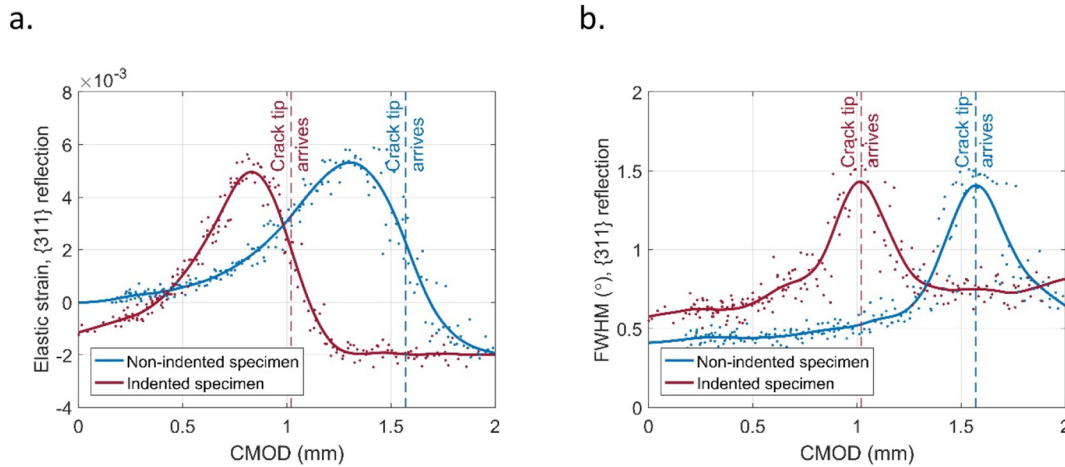 a.
×10⁻³
8
6
4
2
0
-2
-4
0
0.5
1
1.5
2
Elastic strain, {311} reflection
CMOD (mm)
Crack tip
arrives
Crack tip
arrives
Non-indented specimen
Indented specimen
b.
2
1.5
1
0.5
0
0
0.5
1
1.5
2
FWHM (°), {311} reflection
CMOD (mm)
Crack tip
arrives
Crack tip
arrives
Non-indented specimen
Indented specimen